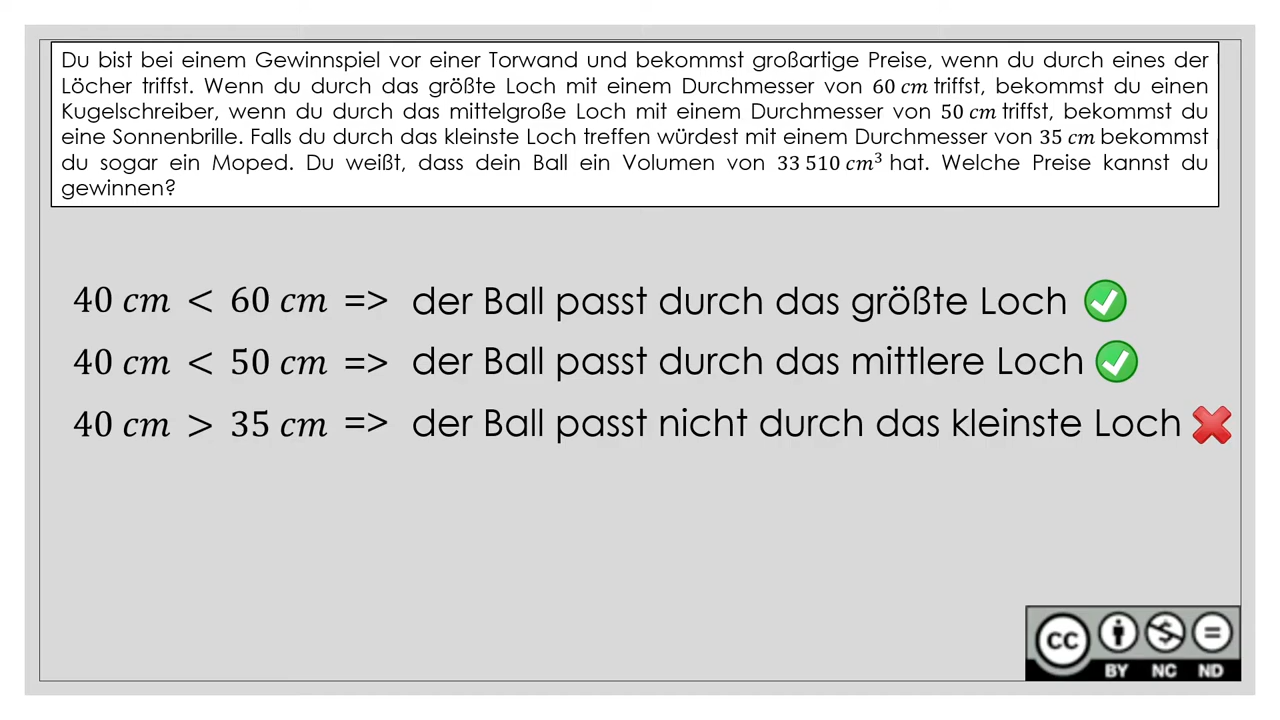 Du bist bei einem Gewinnspiel vor einer Torwand und bekommst großartige Preise, wenn du durch eines der
Löcher triffst. Wenn du durch das größte Loch mit einem Durchmesser von 60 cm triffst, bekommst du einen
Kugelschreiber, wenn du durch das mittelgroße Loch mit einem Durchmesser von 50 cm triffst, bekommst du
eine Sonnenbrille. Falls du durch das kleinste Loch treffen würdest mit einem Durchmesser von 35 cm bekommst
du sogar ein Moped. Du weißt, dass dein Ball ein Volumen von 33 510 cm³ hat. Welche Preise kannst du
gewinnen?
40 cm < 60 cm => der Ball passt durch das größte Loch
40 cm < 50 cm => der Ball passt durch das mittlere Loch
40 cm > 35 cm => der Ball passt nicht durch das kleinste Loch
CC BY NC ND